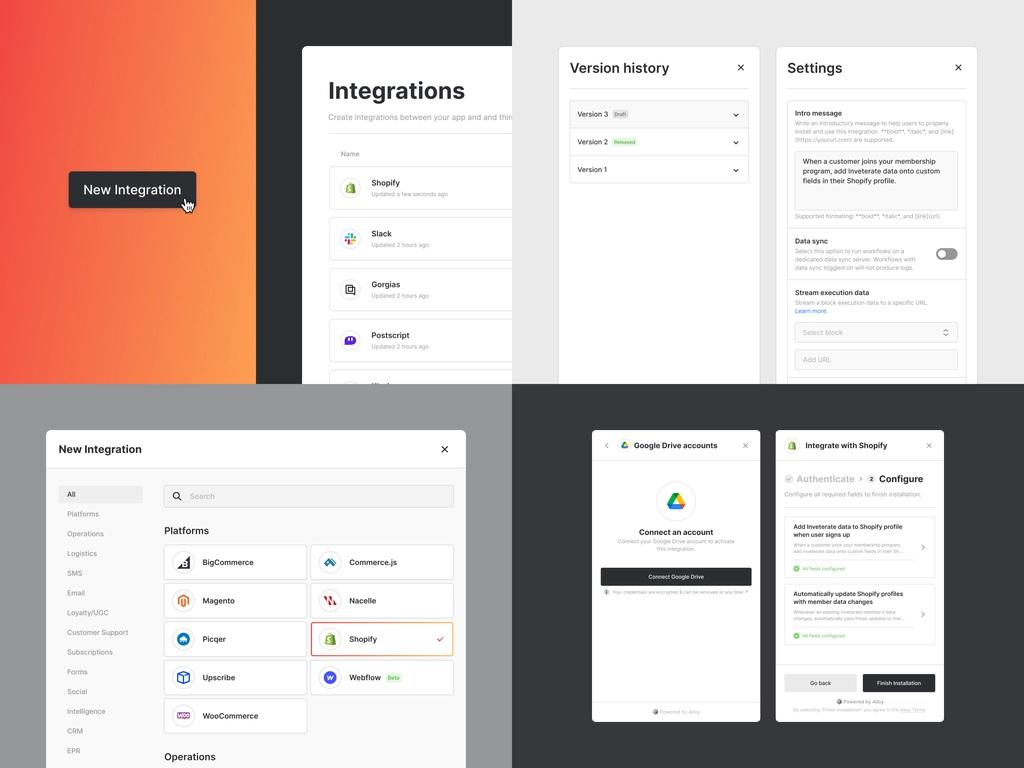 New Integration
Integrations
Create integrations between your app and and thir
Name
Shopify
Updated a few seconds ago
Slack
Updated 2 hours ago
Gorgias
Updated 2 hours ago
Postscript
Updated 2 hours ago
Version history
Version 3 Draft
Version 2 Released
Version 1
Settings
Intro message
Write an introductory message to help users to properly
install and use this integration. **bold**, *italic*, and [link]
(https://yoururl.com) are supported.
When a customer joins your membership
program, add Inveterate data onto custom
fields in their Shopify profile.
Supported formating: **bold**, *italic*, and [link](url).
Data sync
Select this option to run workflows on a
dedicated data sync server. Workflows with
data sync toggled on will not produce logs.
Stream execution data
Stream a block execution data to a specific URL.
Learn more.
Select block
Add URL
New Integration
All
Platforms
Operations
Logistics
SMS
Email
Loyalty/UGC
Customer Support
Subscriptions
Forms
Social
Intelligence
CRM
EPR
Search
Platforms
BigCommerce
Commerce.js
Magento
Nacelle
Picqer
Shopify
Upscribe
Webflow Beta
WooCommerce
Operations
Google Drive accounts
Connect an account
Connect your Google Drive account to activate
this integration.
Connect Google Drive
Your credentials are encrypted & can be removed at any time
Powered by Alloy
Integrate with Shopify
Authenticate › 2 Configure
Configure all required fields to finish installation.
Add Inveterate data to Shopify profile
when user signs up
When a customer joins your membership program,
add Inveterate data onto custom fields in their Sh...
All fields configured
Automatically update Shopify profiles
with member data changes
Whenever an existing Inveterate member's data
changes, automatically pass those updates to their...
All fields configured
Go back
Finish Installation
Powered by Alloy
By selecting "Finish Installation" you agree to the Alloy Terms.